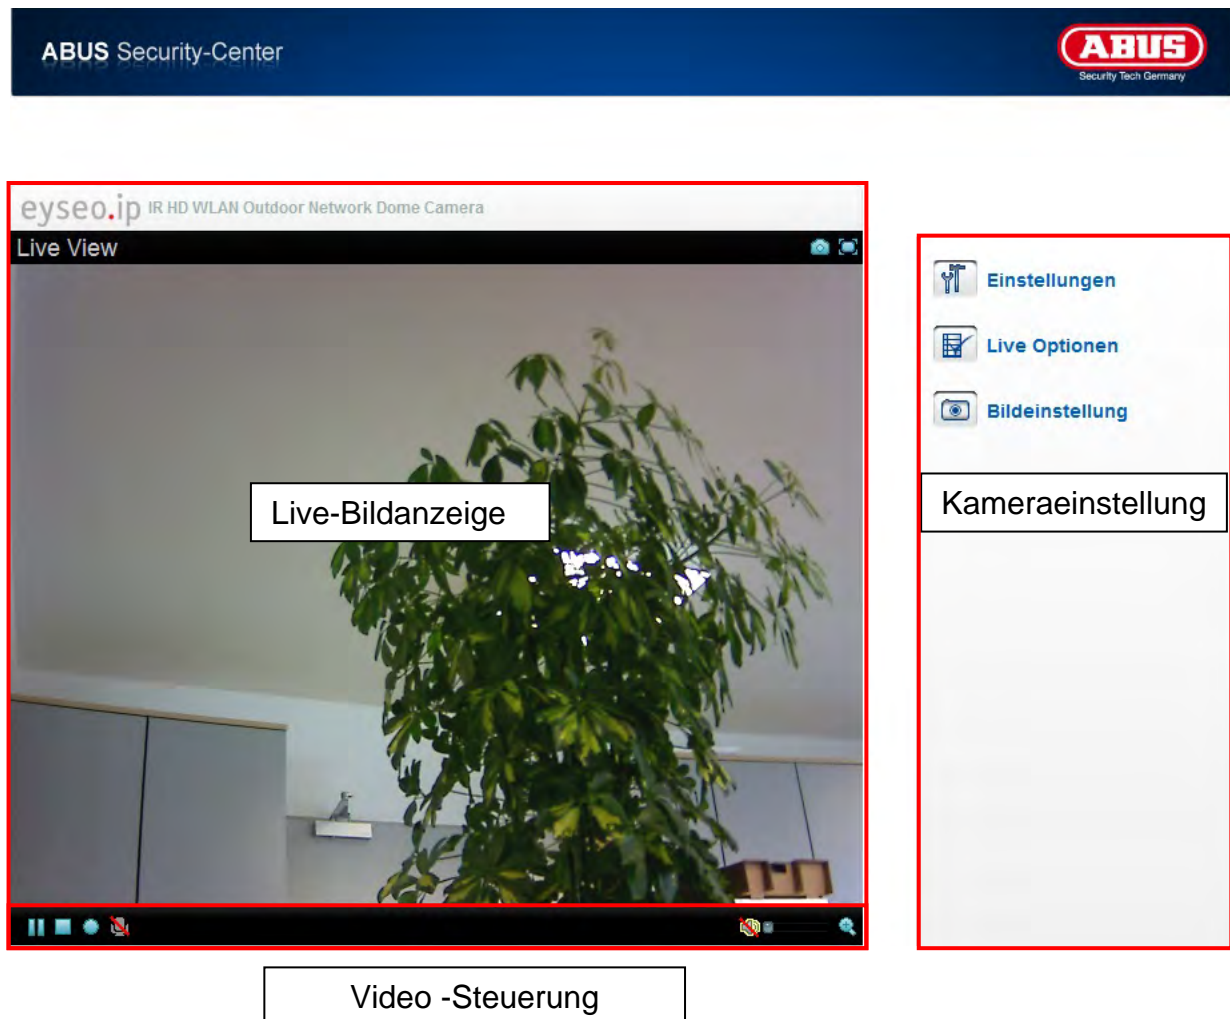 ABUS Security-Center
ABUS
Security Tech Germany
eyseo.ip IR HD WLAN Outdoor Network Dome Camera
Live View
Einstellungen
Live Optionen
Bildeinstellung
Live-Bildanzeige
Kameraeinstellung
Video -Steuerung